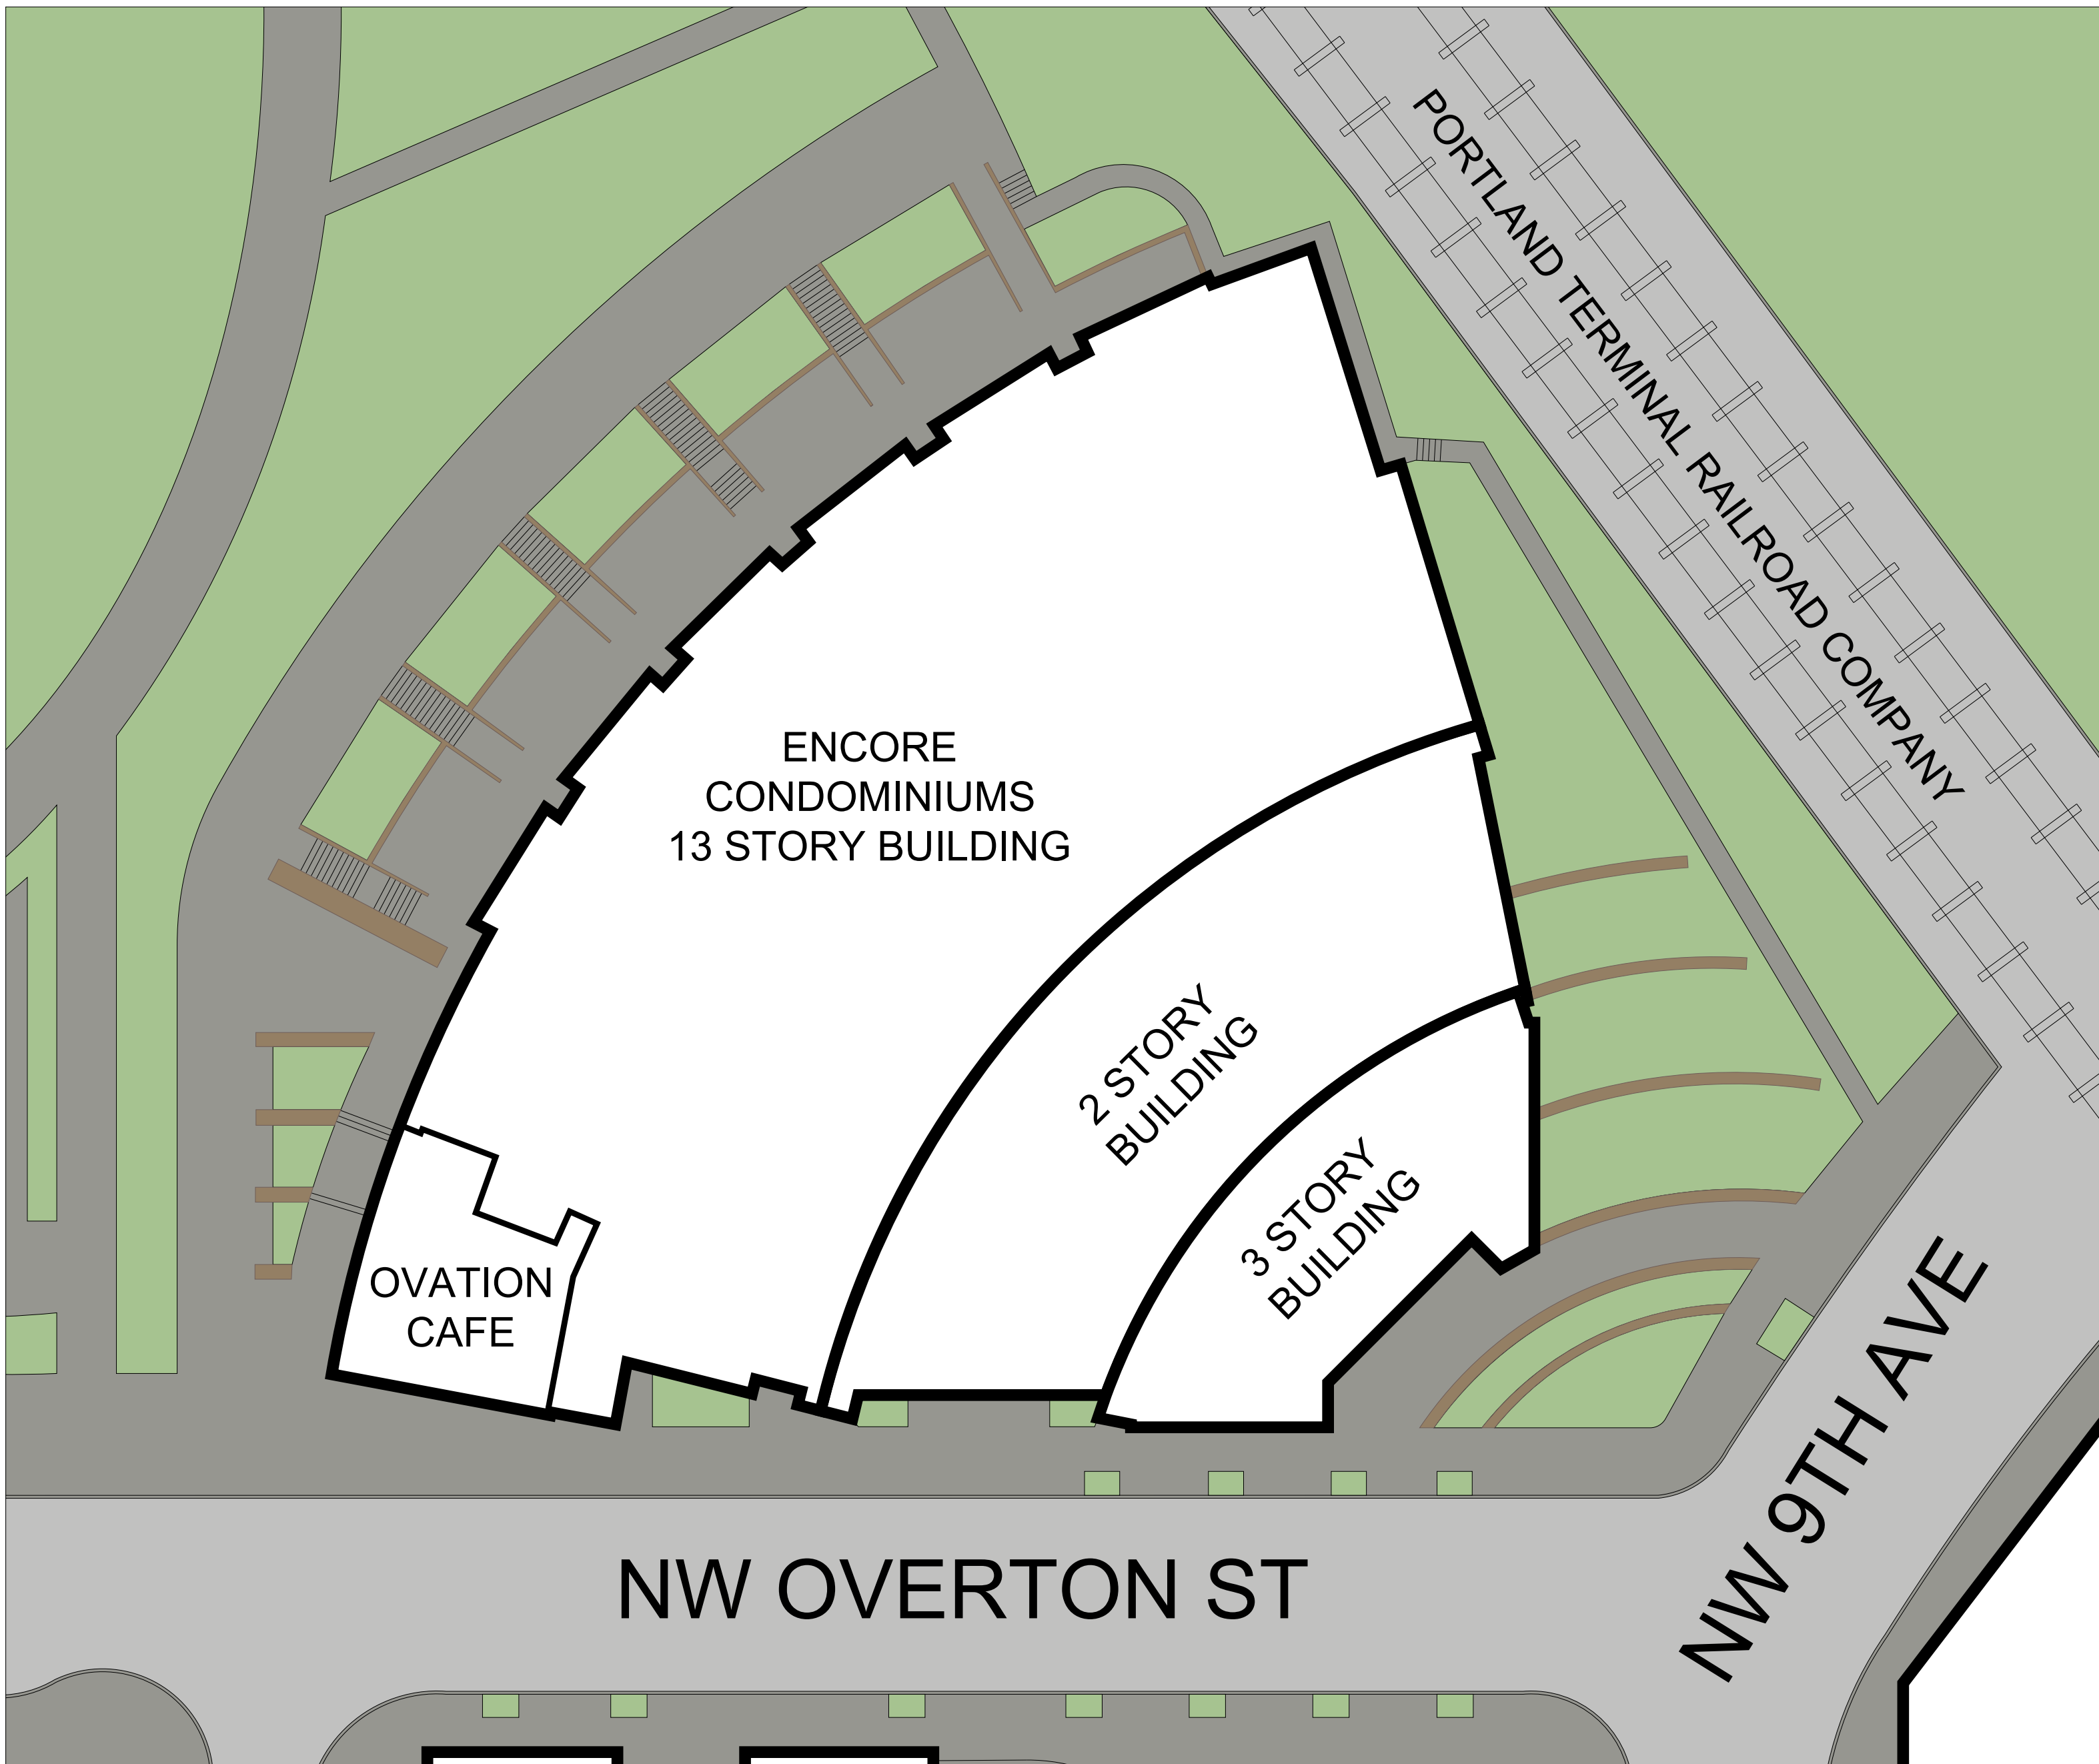 PORTLAND TERMINAL RAILROAD COMPANY
ENCORE
CONDOMINIUMS
13 STORY BUILDING
2 STORY
BUILDING
3 STORY
BUILDING
OVATION
CAFE
NW 9TH AVE
NW OVERTON ST